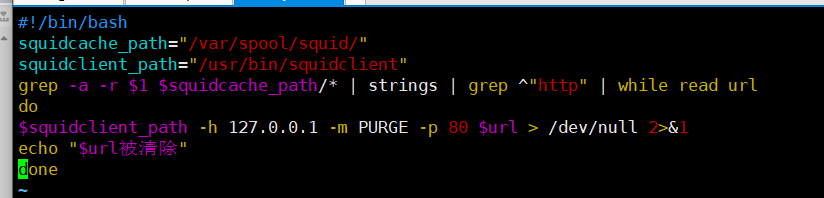 #!/bin/bash
squidcache_path="/var/spool/squid/"
squidclient_path="/usr/bin/squidclient"
grep -a -r $1 $squidcache_path/* | strings | grep ^"http" | while read url
do
$squidclient_path -h 127.0.0.1 -m PURGE -p 80 $url > /dev/null 2>&1
echo "$url被清除"
done
~